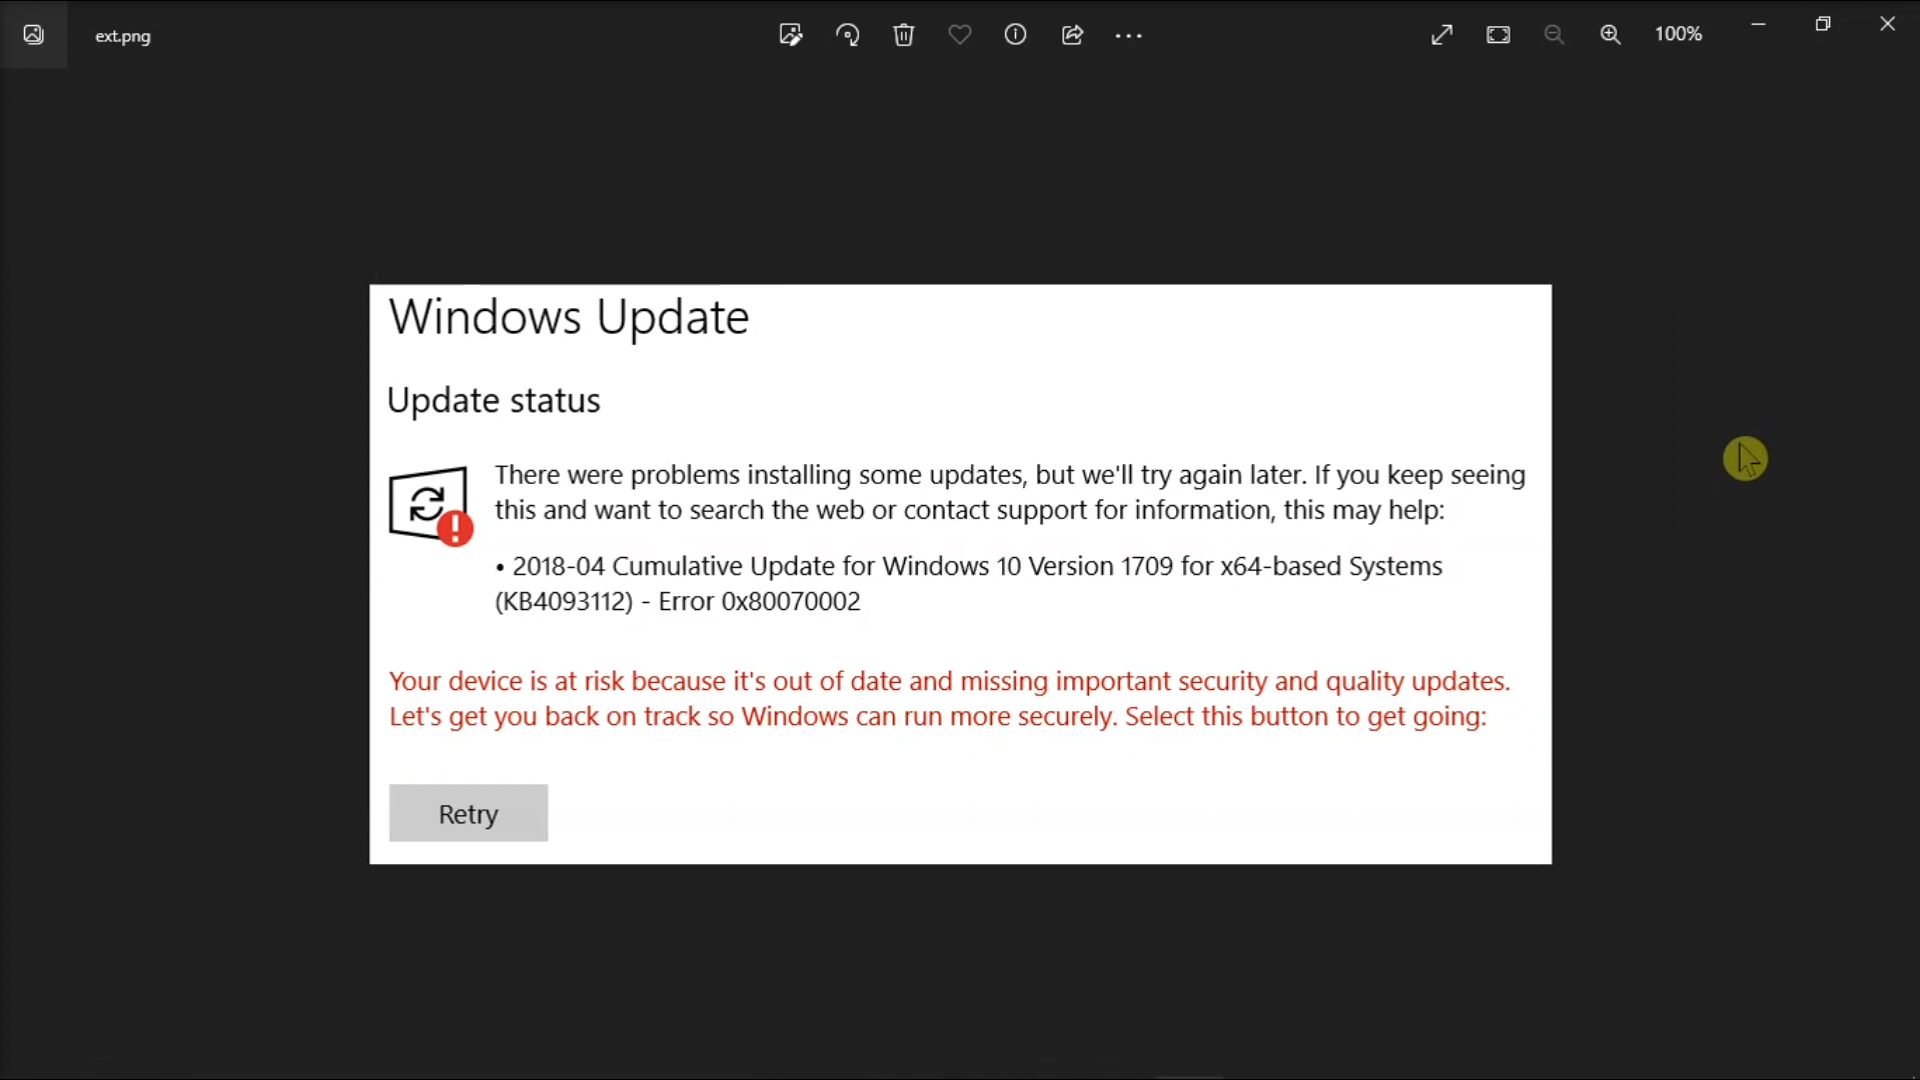 ext.png
100%
Windows Update
Update status
There were problems installing some updates, but we'll try again later. If you keep seeing
this and want to search the web or contact support for information, this may help:
• 2018-04 Cumulative Update for Windows 10 Version 1709 for x64-based Systems
(KB4093112) - Error 0x80070002
Your device is at risk because it's out of date and missing important security and quality updates.
Let's get you back on track so Windows can run more securely. Select this button to get going:
Retry